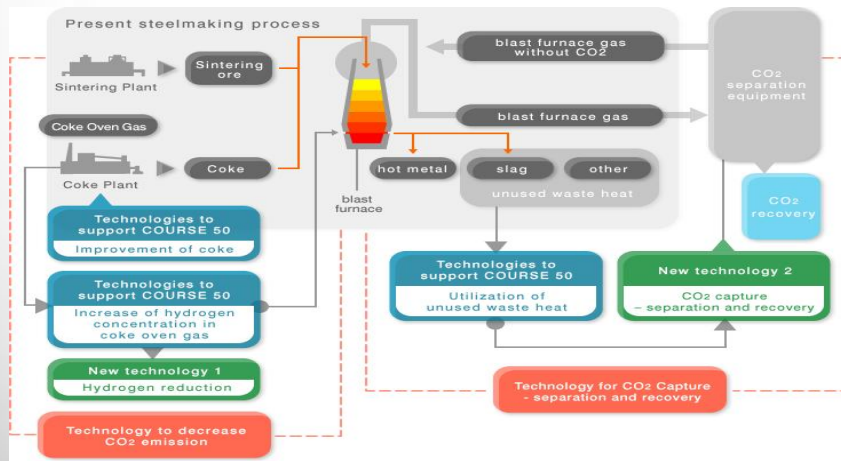 Present steelmaking process
Sintering Plant
Sintering
ore
Coke Oven Gas
Coke Plant
Coke
blast
furnace
blast furnace gas
without CO2
blast furnace gas
CO2
separation
equipment
hot metal
slag
other
unused waste heat
CO2
recovery
Technologies to
support COURSE 50
Improvement of coke
Technologies to
support COURSE 50
Increase of hydrogen
concentration in
coke oven gas
New technology 1
Hydrogen reduction
Technology to decrease
CO2 emission
Technologies to
support COURSE 50
Utilization of
unused waste heat
New technology 2
CO2 capture
– separation and recovery
Technology for CO2 Capture
- separation and recovery